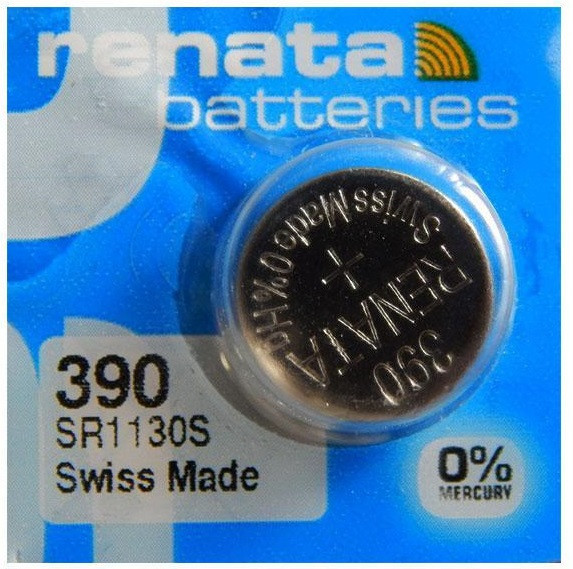 renata
batteries
Swiss Made 0% Hg
+
RENATA
390
390
SR1130S
Swiss Made
0%
MERCURY